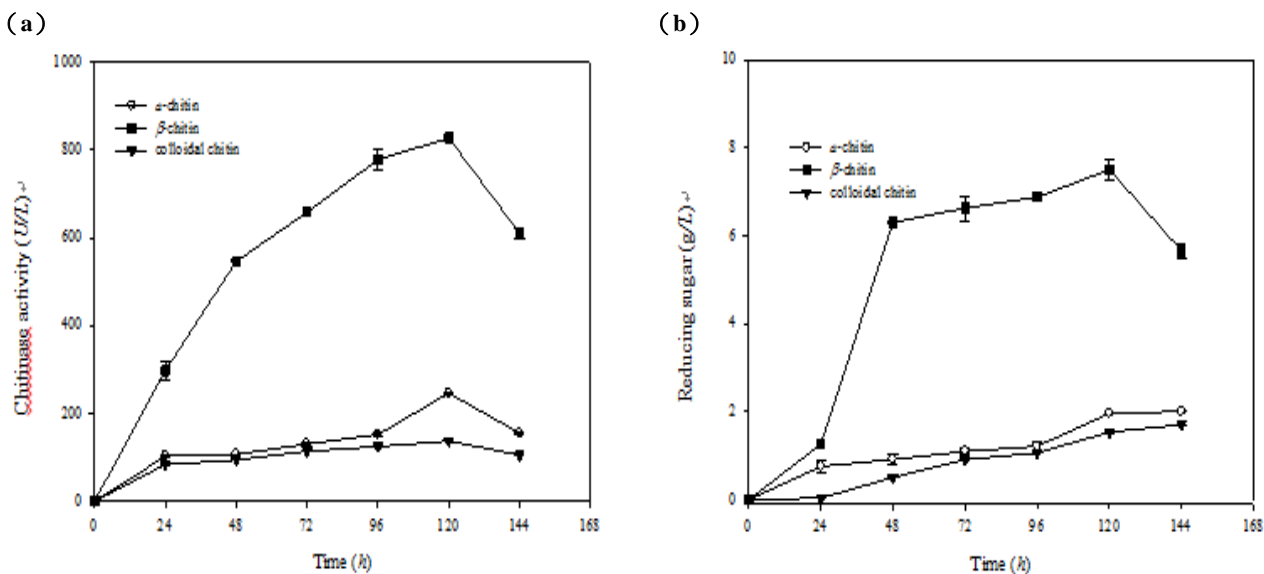 (a)
1000
800
600
400
200
0
Chitinase activity (U/L)↵
α-chitin
β-chitin
colloidal chitin
0 24 48 72 96 120 144 168
Time (h)
(b)
10
8
6
4
2
0
Reducing sugar (g/L)↵
α-chitin
β-chitin
colloidal chitin
0 24 48 72 96 120 144 168
Time (h)